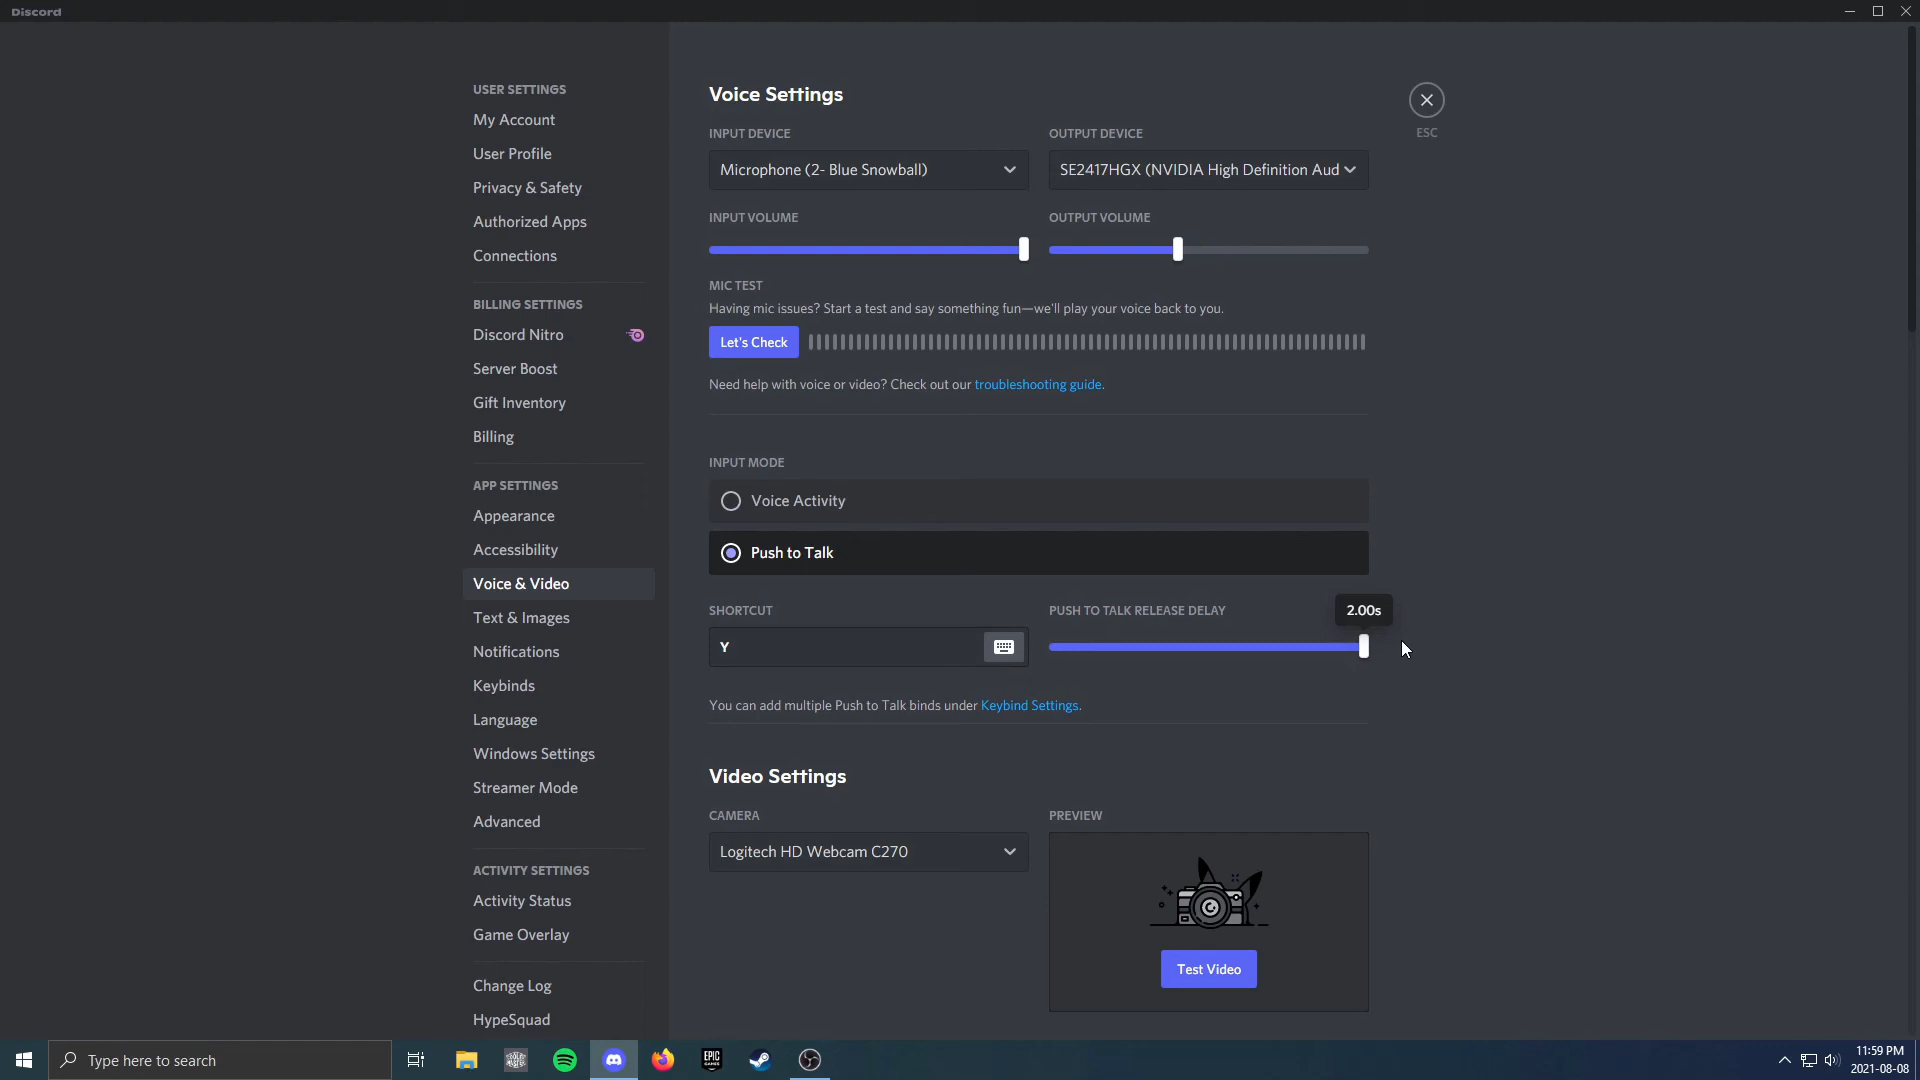 Discord
USER SETTINGS
My Account
User Profile
Privacy & Safety
Authorized Apps
Connections
BILLING SETTINGS
Discord Nitro
Server Boost
Gift Inventory
Billing
APP SETTINGS
Appearance
Accessibility
Voice & Video
Text & Images
Notifications
Keybinds
Language
Windows Settings
Streamer Mode
Advanced
ACTIVITY SETTINGS
Activity Status
Game Overlay
Change Log
HypeSquad
Voice Settings
ESC
INPUT DEVICE
Microphone (2- Blue Snowball)
OUTPUT DEVICE
SE2417HGX (NVIDIA High Definition Aud
INPUT VOLUME
OUTPUT VOLUME
MIC TEST
Having mic issues? Start a test and say something fun—we'll play your voice back to you.
Let's Check
Need help with voice or video? Check out our troubleshooting guide.
INPUT MODE
Voice Activity
Push to Talk
SHORTCUT
Y
PUSH TO TALK RELEASE DELAY
2.00s
You can add multiple Push to Talk binds under Keybind Settings.
Video Settings
CAMERA
Logitech HD Webcam C270
PREVIEW
Test Video
Type here to search
EPIC
GAMES
11:59 PM
2021-08-08